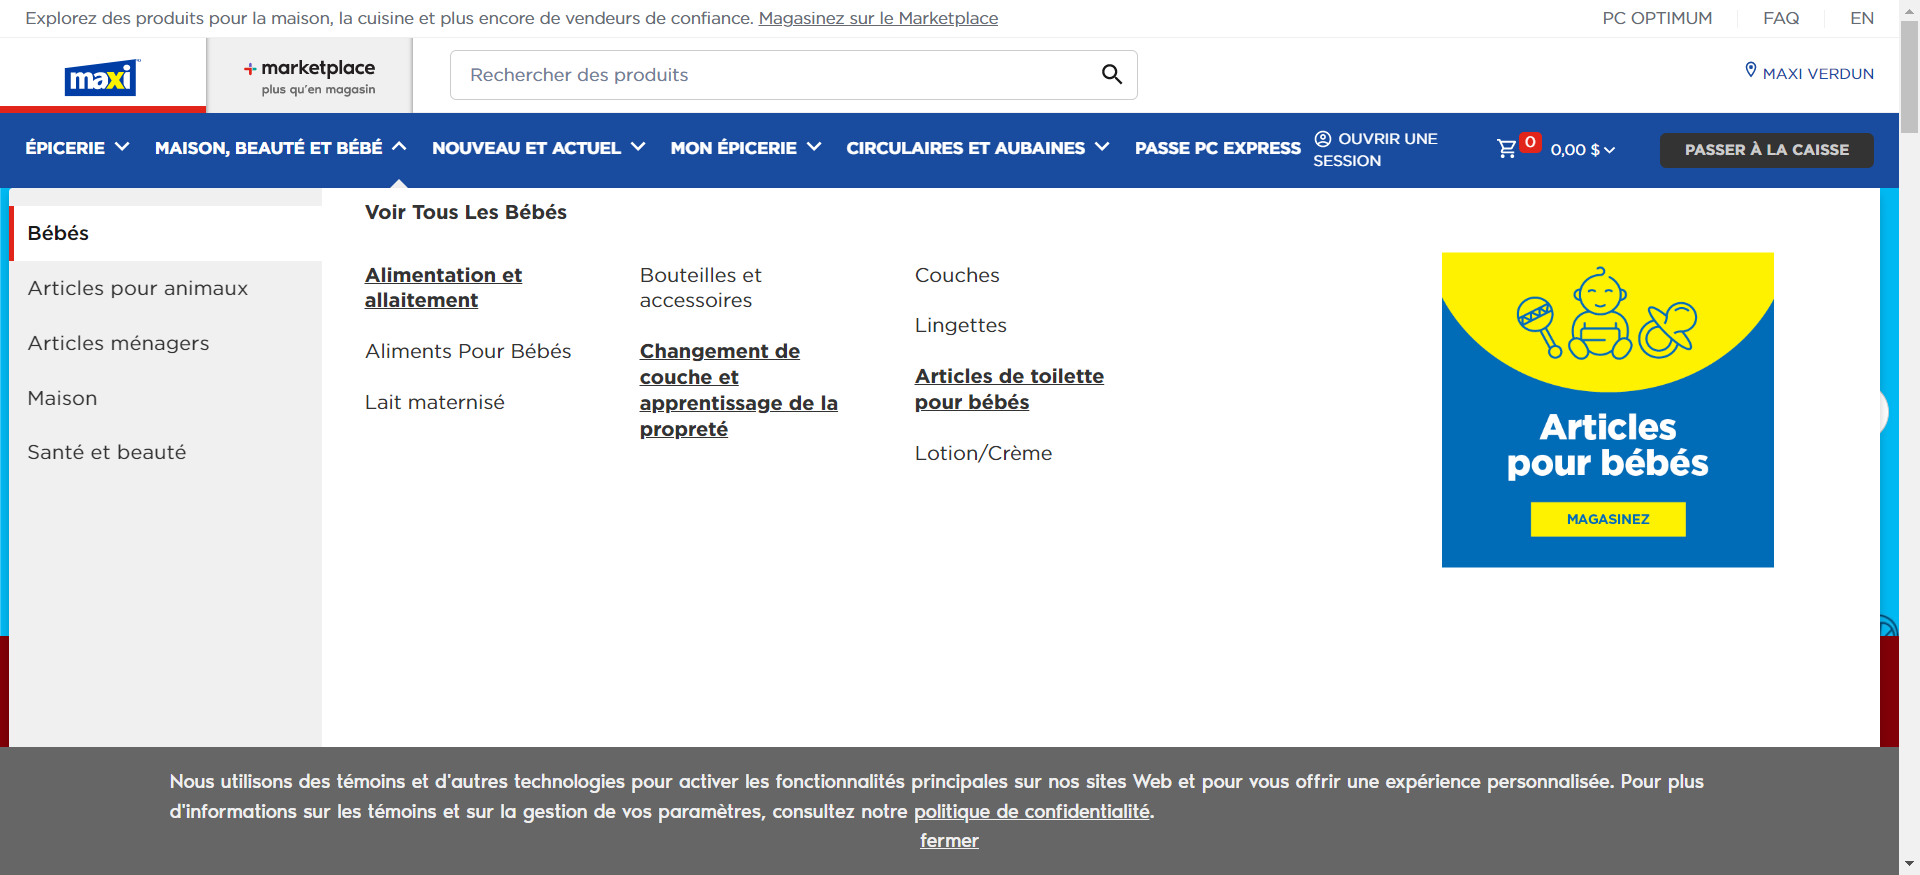 Explorez des produits pour la maison, la cuisine et plus encore de vendeurs de confiance. Magasinez sur le Marketplace
PC OPTIMUM
FAQ
EN
maxi
marketplace
plus qu'en magasin
Rechercher des produits
MAXI VERDUN
ÉPICERIE
MAISON, BEAUTÉ ET BÉBÉ
NOUVEAU ET ACTUEL
MON ÉPICERIE
CIRCULAIRES ET AUBAINES
PASSE PC EXPRESS
OUVRIR UNE
SESSION
0
0,00 $
PASSER À LA CAISSE
Bébés
Articles pour animaux
Articles ménagers
Maison
Santé et beauté
Voir Tous Les Bébés
Alimentation et
allaitement
Aliments Pour Bébés
Lait maternisé
Bouteilles et
accessoires
Changement de
couche et
apprentissage de la
propreté
Couches
Lingettes
Articles de toilette
pour bébés
Lotion/Crème
Articles
pour bébés
MAGASINEZ
Nous utilisons des témoins et d'autres technologies pour activer les fonctionnalités principales sur nos sites Web et pour vous offrir une expérience personnalisée. Pour plus
d'informations sur les témoins et sur la gestion de vos paramètres, consultez notre politique de confidentialité.
fermer